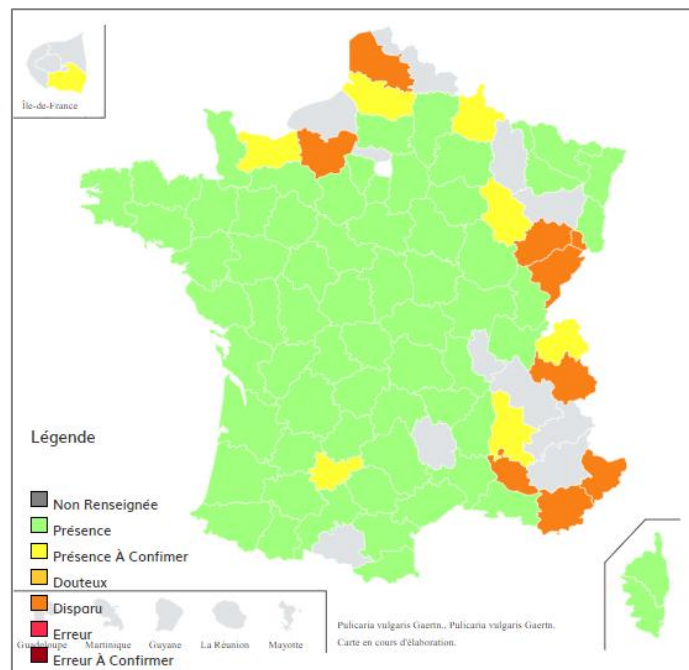 Île-de-France
Légende
Non Renseignée
Présence
Présence À Confimer
Douteux
Disparu
Erreur
Guadeloupe Martinique Guyane La Réunion Mayotte
Erreur À Confirmer
Pulicaria vulgaris Gaertn., Pulicaria vulgaris Gaertn.
Carte en cours d'élaboration.